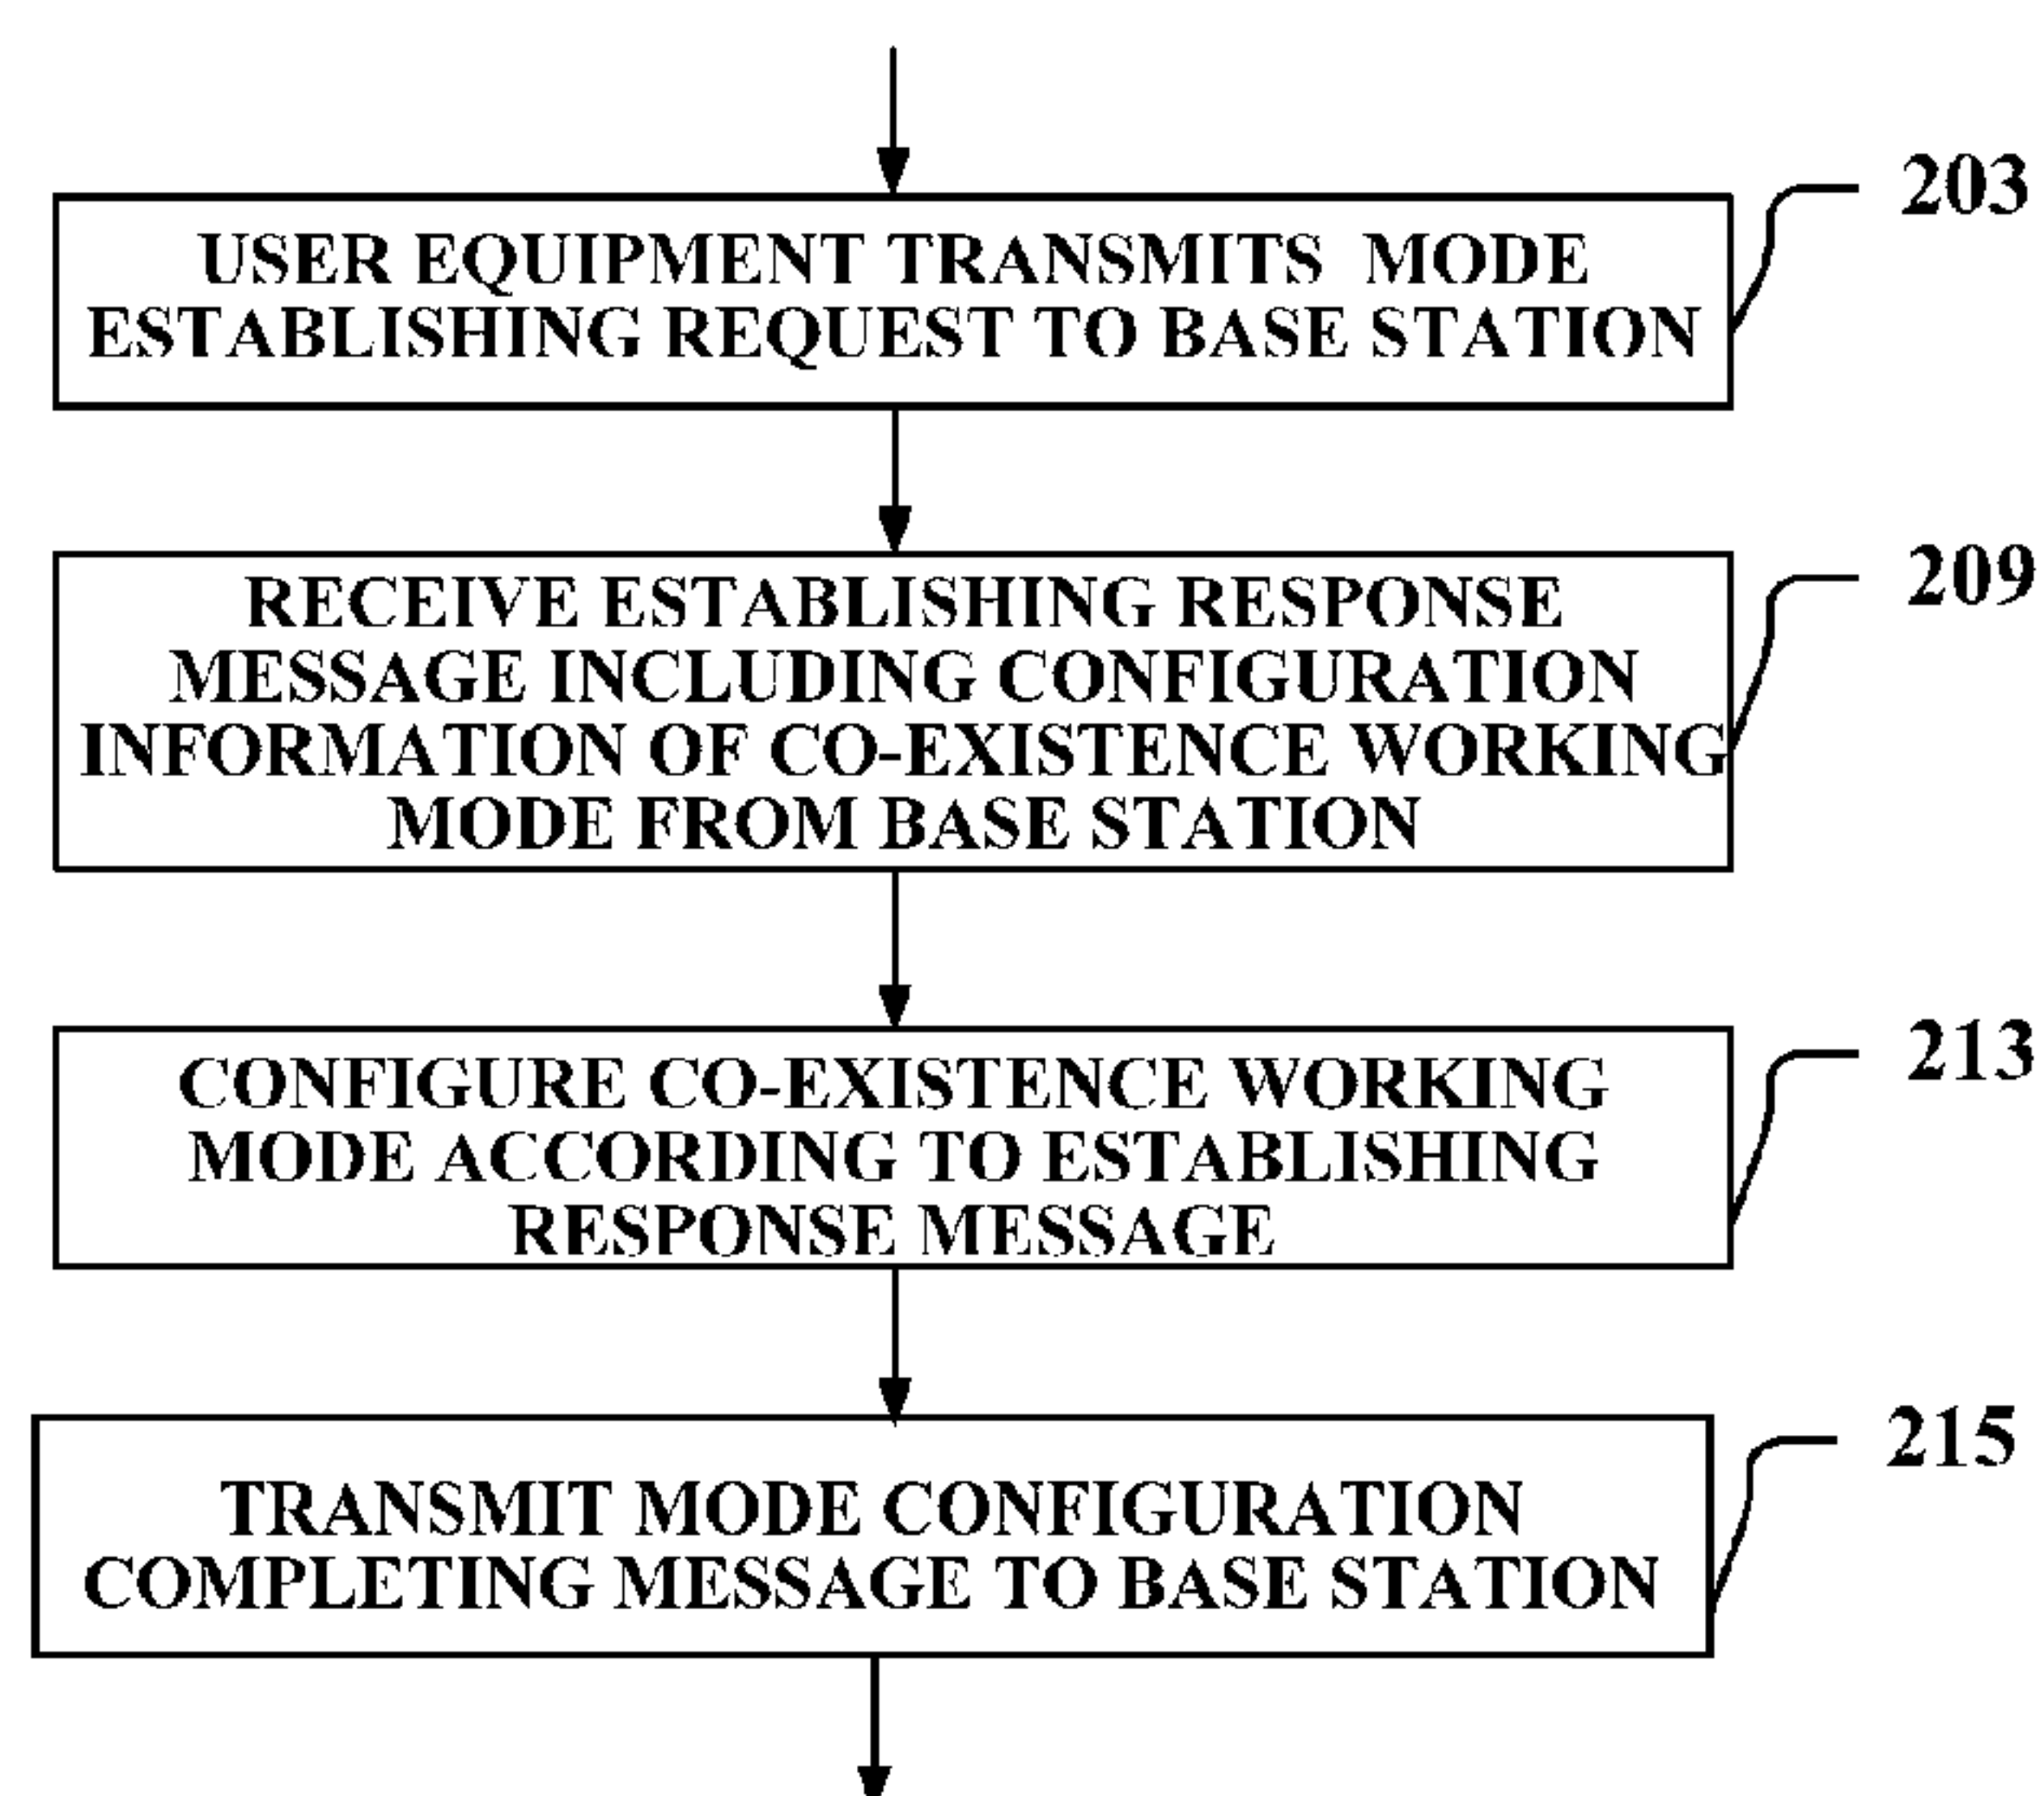 203
USER EQUIPMENT TRANSMITS MODE
ESTABLISHING REQUEST TO BASE STATION
209
RECEIVE ESTABLISHING RESPONSE
MESSAGE INCLUDING CONFIGURATION
INFORMATION OF CO-EXISTENCE WORKING
MODE FROM BASE STATION
213
CONFIGURE CO-EXISTENCE WORKING
MODE ACCORDING TO ESTABLISHING
RESPONSE MESSAGE
215
TRANSMIT MODE CONFIGURATION
COMPLETING MESSAGE TO BASE STATION